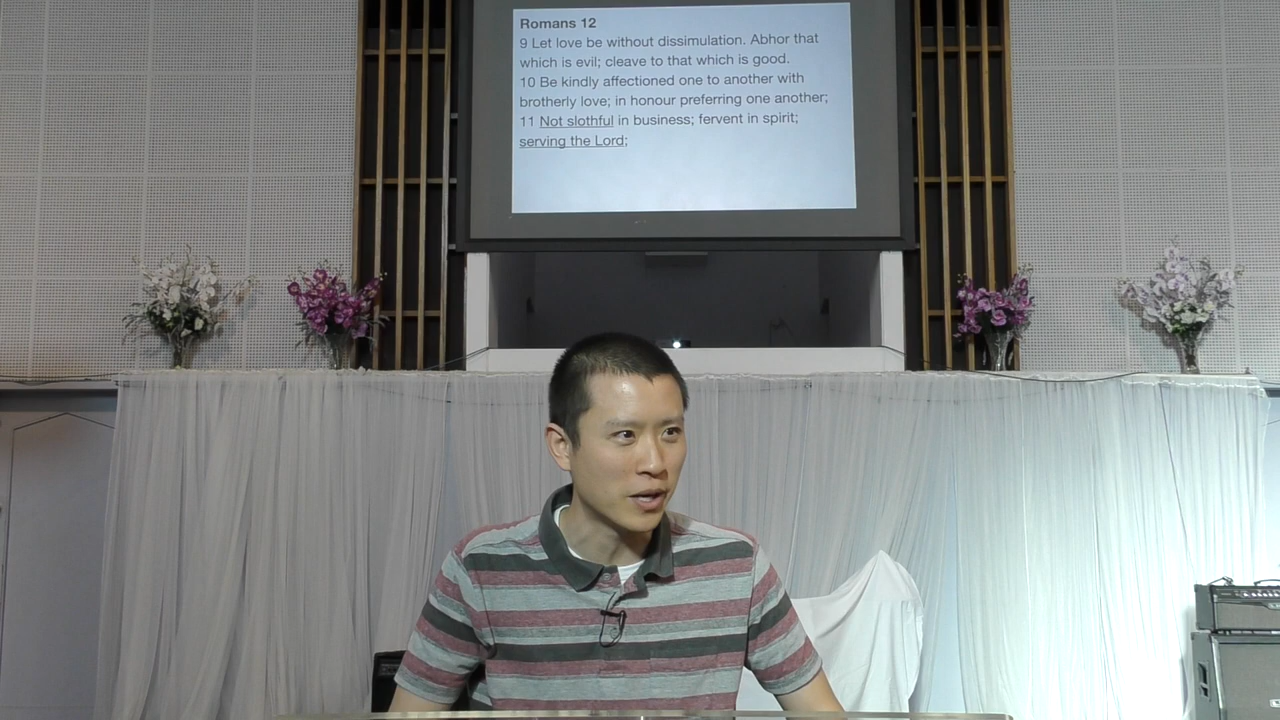 Romans 12
9 Let love be without dissimulation. Abhor that
which is evil; cleave to that which is good.
10 Be kindly affectioned one to another with
brotherly love; in honour preferring one another;
11 Not slothful in business; fervent in spirit;
serving the Lord;